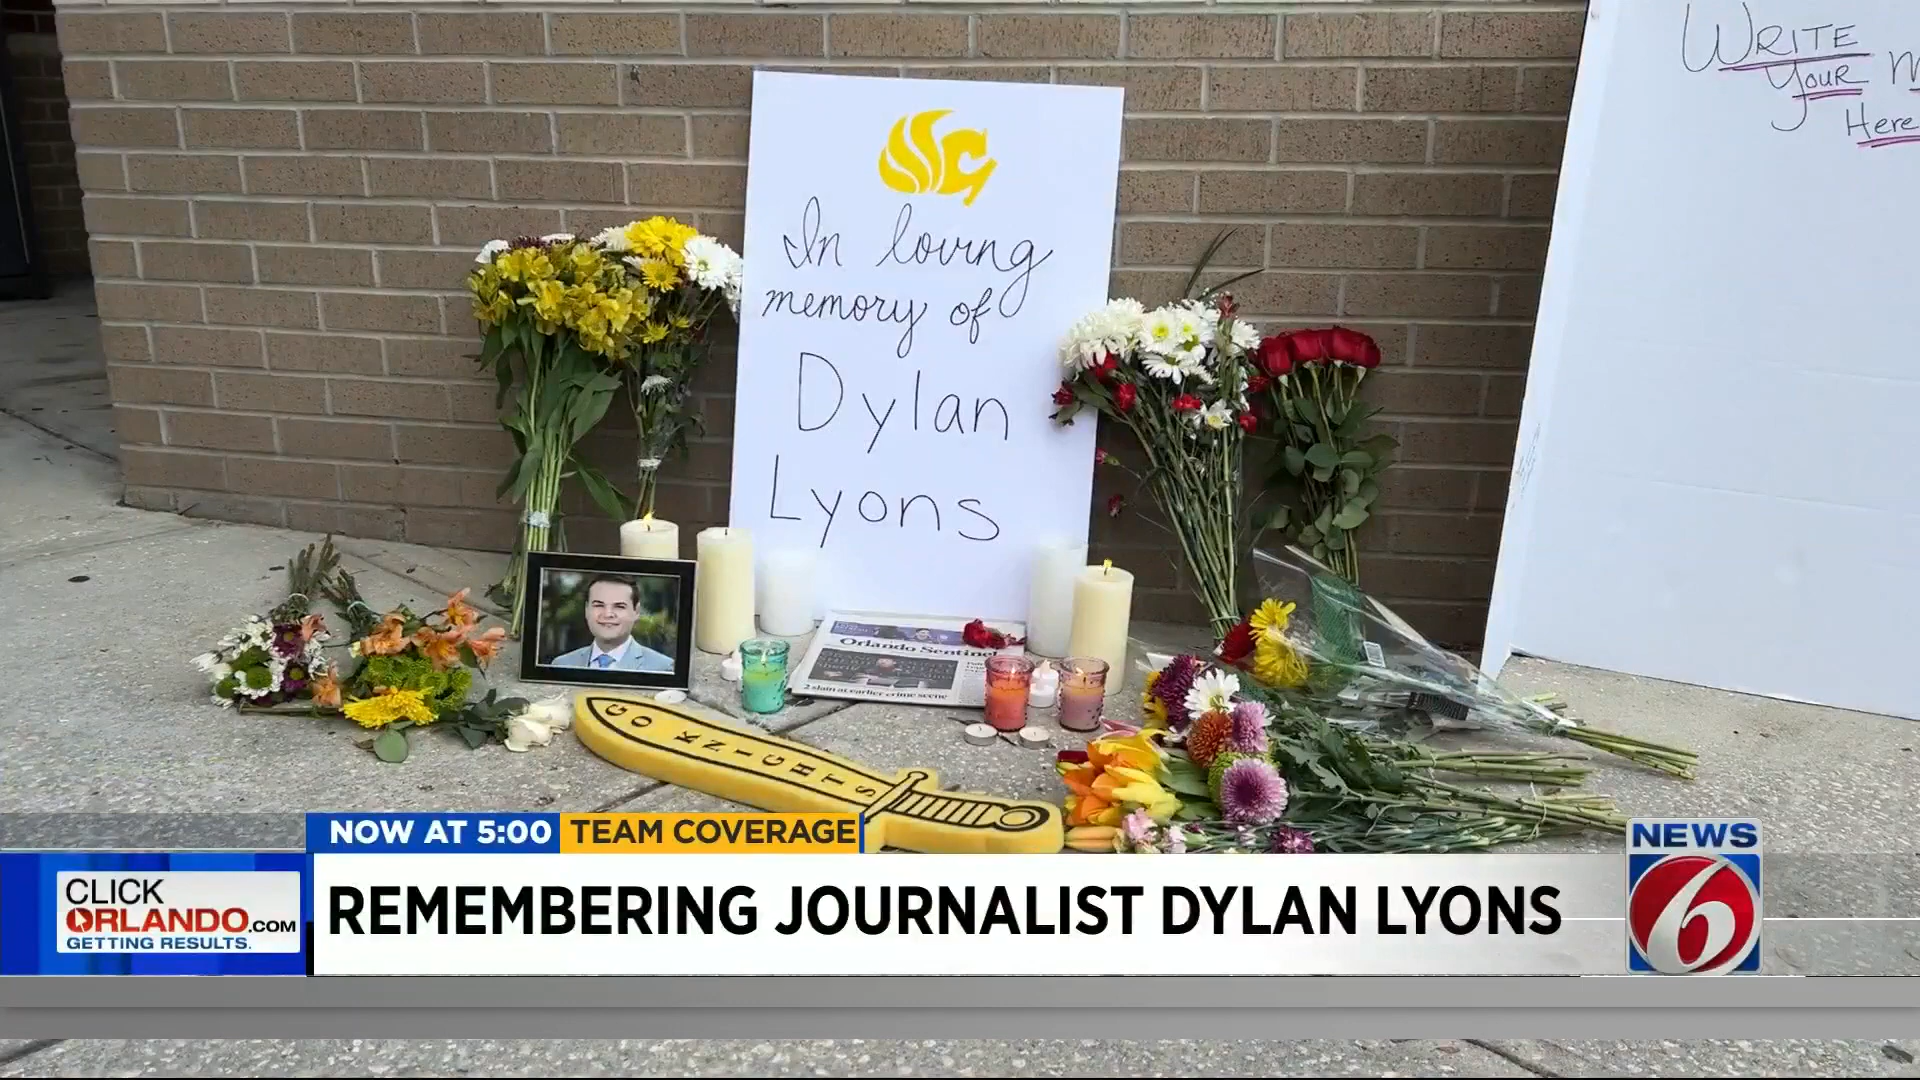 WRITE
Your
Here
In loving
memory of
Dylan
Lyons
Orlando Sentinel
2 slain at earlier crime scene
GO KNIGHTS
NOW AT 5:00 TEAM COVERAGE
REMEMBERING JOURNALIST DYLAN LYONS
CLICK
ORLANDO.COM
GETTING RESULTS.
NEWS
6